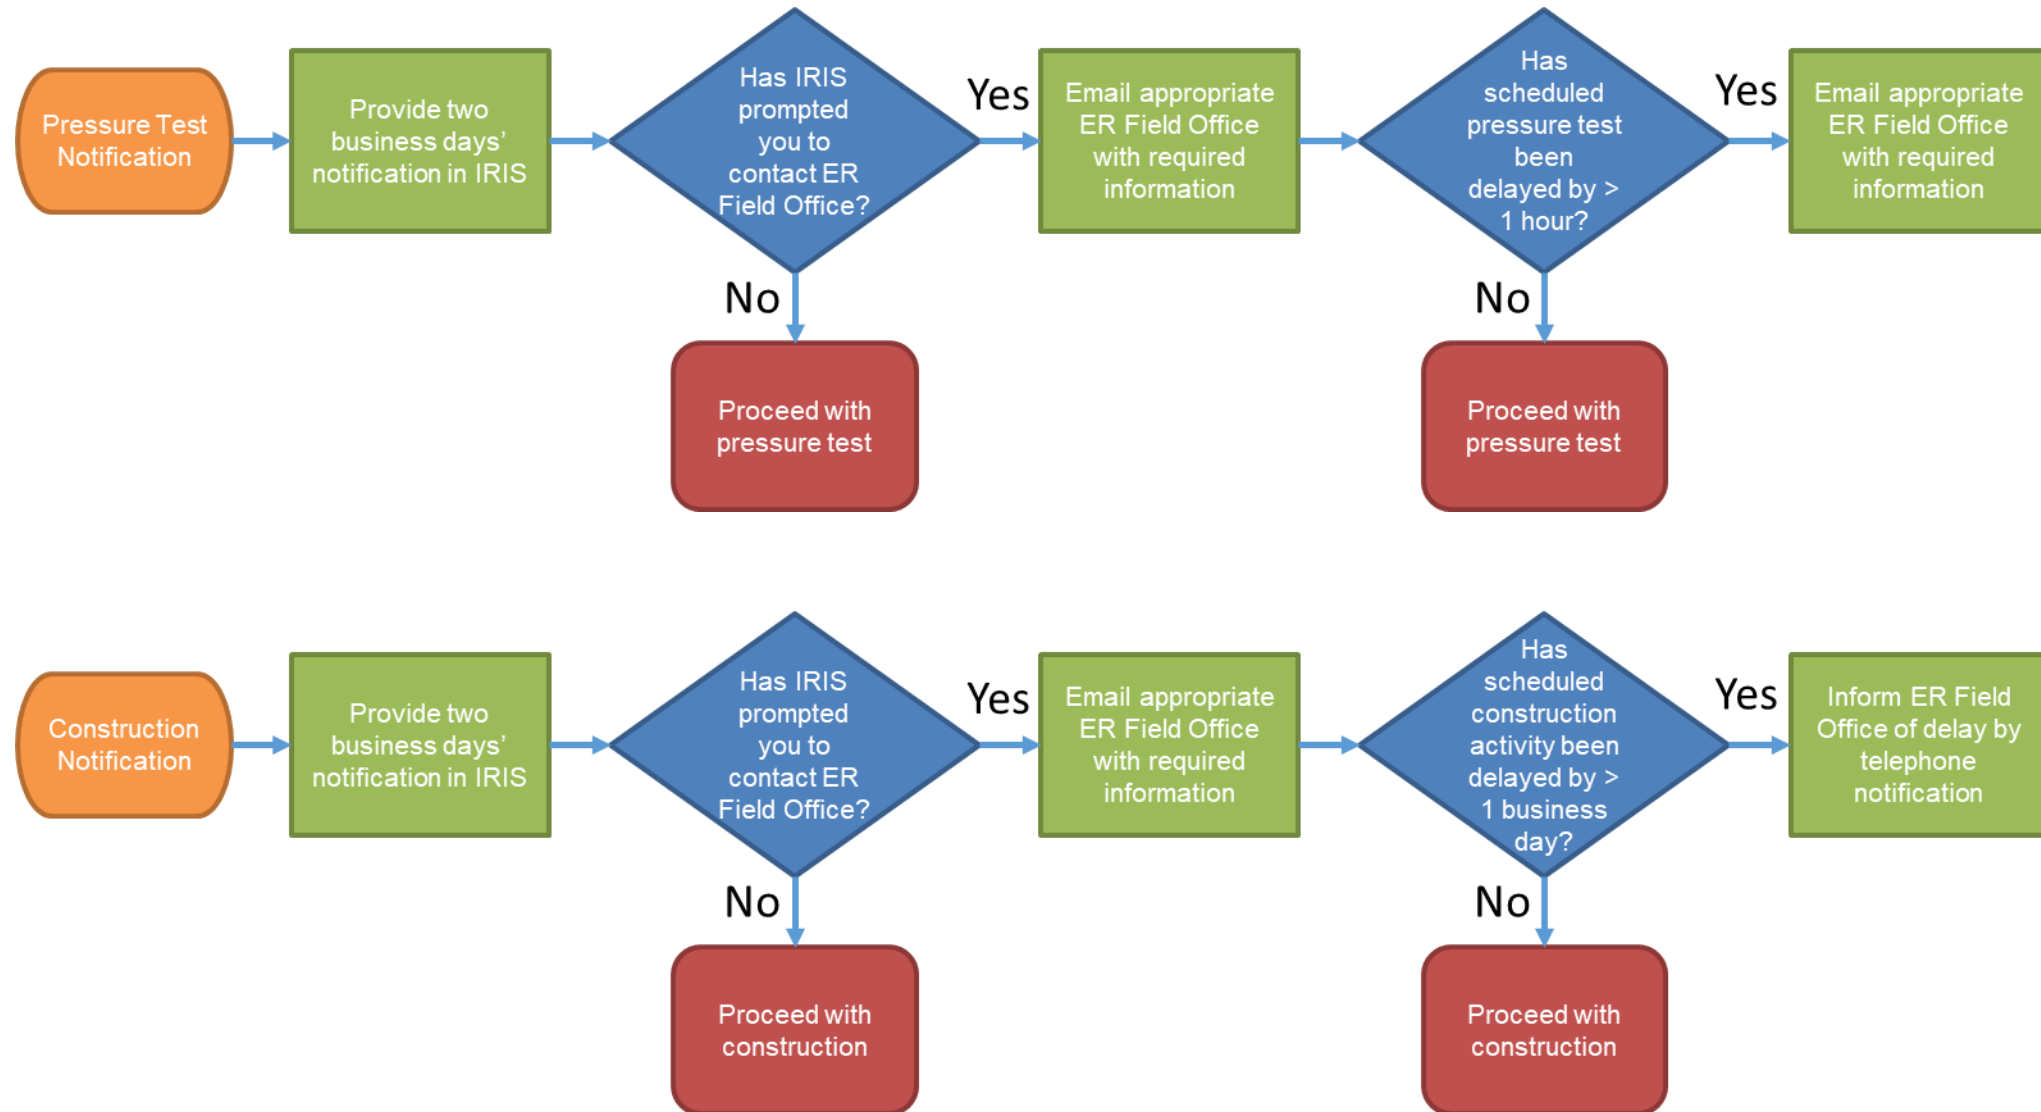 Pressure Test
Notification
Provide two
business days'
notification in IRIS
Has IRIS
prompted
you to
contact ER
Field Office?
Yes
Email appropriate
ER Field Office
with required
information
Has
scheduled
pressure test
been
delayed by >
1 hour?
Yes
Email appropriate
ER Field Office
with required
information
No
Proceed with
pressure test
No
Proceed with
pressure test
Construction
Notification
Provide two
business days'
notification in IRIS
Has IRIS
prompted
you to
contact ER
Field Office?
Yes
Email appropriate
ER Field Office
with required
information
Has
scheduled
construction
activity been
delayed by >
1 business
day?
Yes
Inform ER Field
Office of delay by
telephone
notification
No
Proceed with
construction
No
Proceed with
construction